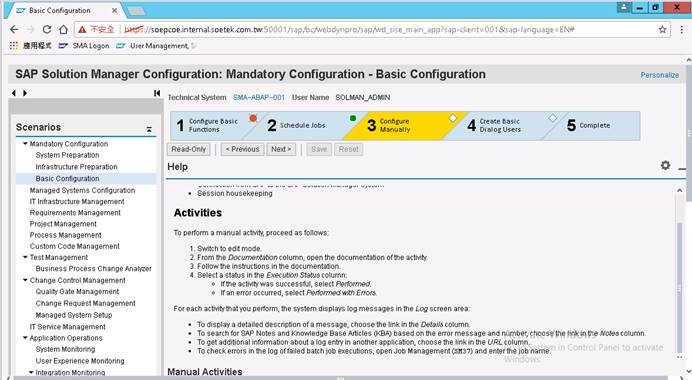 Basic Configuration
不安全 https://soepcoe.internal.soetek.com.tw:50001/sap/bc/webdynpro/sap/wd_sise_main_app?sap-client=001&sap-language=EN#
應用程式 SMA Logon User Management, S
SAP Solution Manager Configuration: Mandatory Configuration - Basic Configuration
Personalize
Technical System SMA~ABAP~001 User Name SOLMAN_ADMIN
1 Configure Basic Functions
2 Schedule Jobs
3 Configure Manually
4 Create Basic Dialog Users
5 Complete
Read-Only < Previous Next > Save Reset
Help
Scenarios
Mandatory Configuration
System Preparation
Infrastructure Preparation
Basic Configuration
Managed Systems Configuration
IT Infrastructure Management
Requirements Management
Project Management
Process Management
Custom Code Management
Test Management
Business Process Change Analyzer
Change Control Management
Quality Gate Management
Change Request Management
Managed System Setup
IT Service Management
Application Operations
System Monitoring
User Experience Monitoring
Integration Monitoring
• Session housekeeping
Activities
To perform a manual activity, proceed as follows:
1. Switch to edit mode.
2. From the Documentation column, open the documentation of the activity.
3. Follow the instructions in the documentation.
4. Select a status in the Execution Status column:
• If the activity was successful, select Performed.
• If an error occurred, select Performed with Errors.
For each activity that you perform, the system displays log messages in the Log screen area:
• To display a detailed description of a message, choose the link in the Details column.
• To search for SAP Notes and Knowledge Base Articles (KBA) based on the error message and number, choose the link in the Notes column.
• To get additional information about a log entry in another application, choose the link in the URL column.
• To check errors in the log of failed batch job executions, open Job Management (SM37) and enter the job name.
System in Control Panel to activate
Windows.
Manual Activities